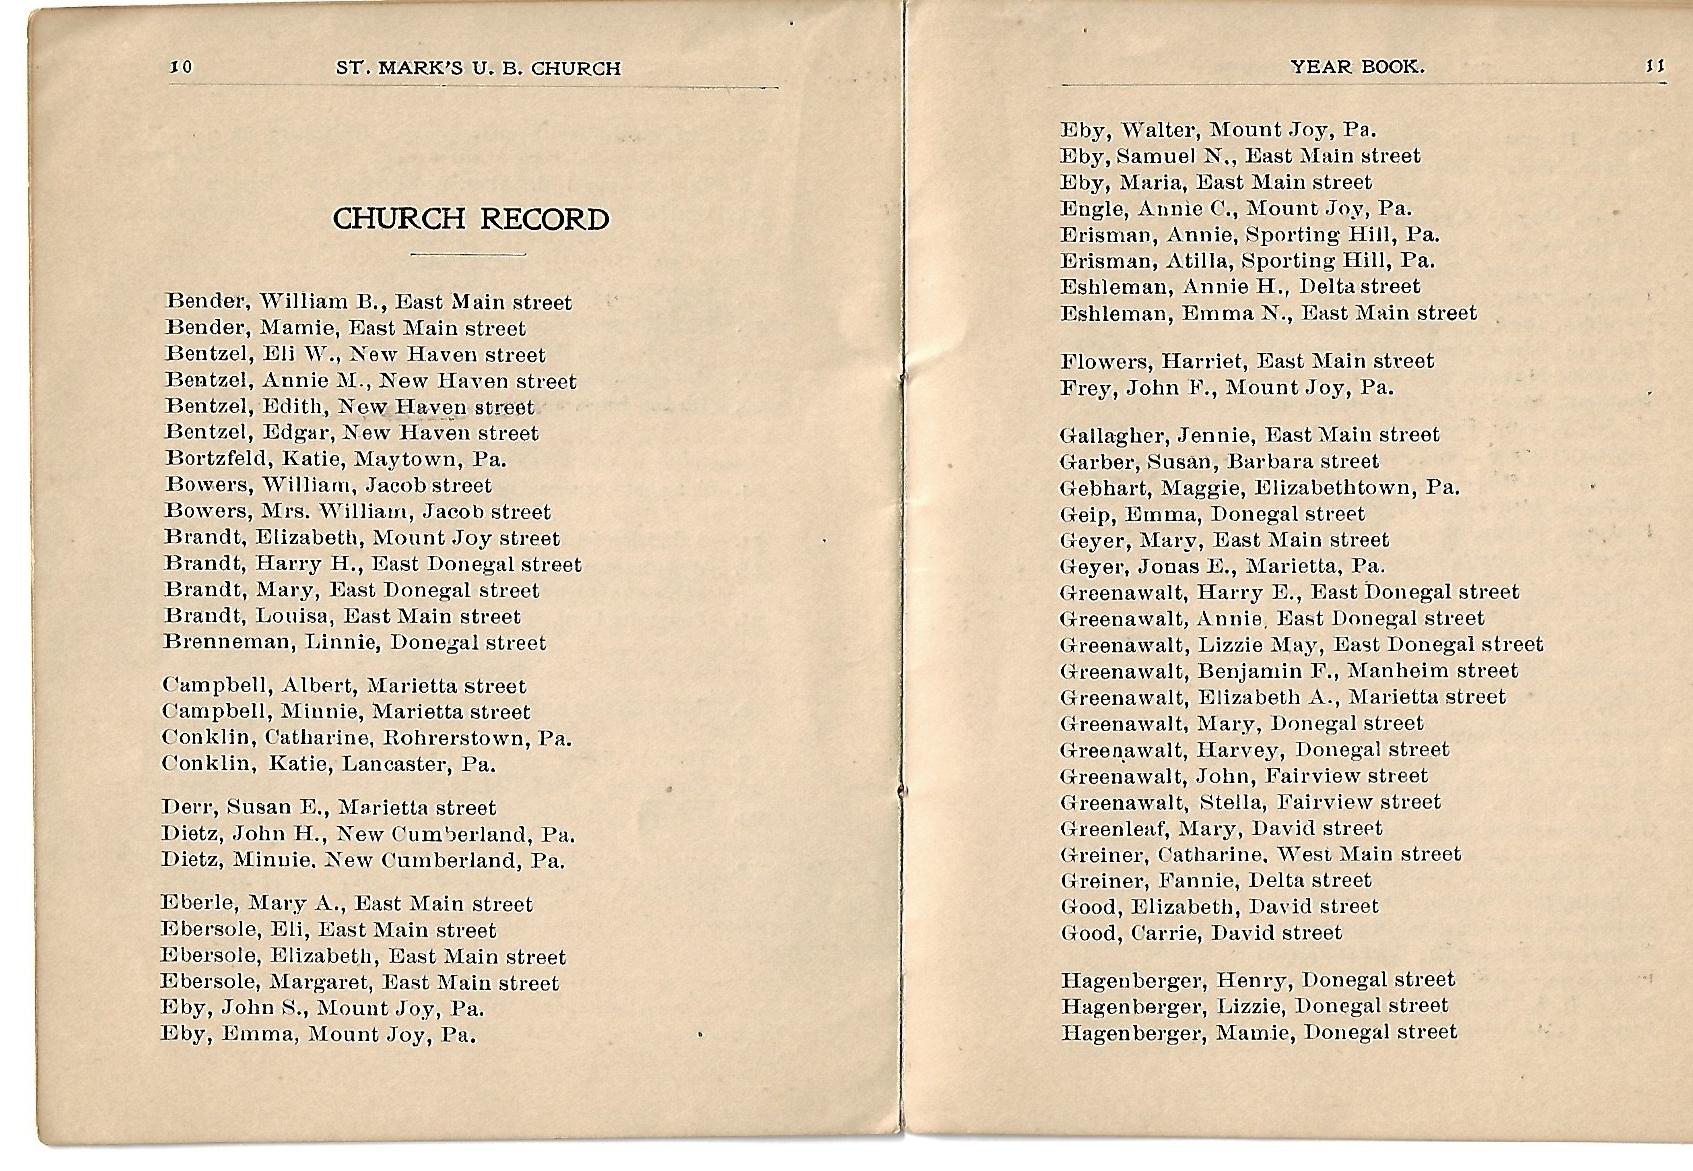 10 ST. MARK'S U. B. CHURCH
CHURCH RECORD
Bender, William B., East Main street
Bender, Mamie, East Main street
Bentzel, Eli W., New Haven street
Bentzel, Annie M., New Haven street
Bentzel, Edith, New Haven street
Bentzel, Edgar, New Haven street
Bortzfeld, Katie, Maytown, Pa.
Bowers, William, Jacob street
Bowers, Mrs. William, Jacob street
Brandt, Elizabeth, Mount Joy street
Brandt, Harry H., East Donegal street
Brandt, Mary, East Donegal street
Brandt, Louisa, East Main street
Brenneman, Linnie, Donegal street
Campbell, Albert, Marietta street
Campbell, Minnie, Marietta street
Conklin, Catharine, Rohrerstown, Pa.
Conklin, Katie, Lancaster, Pa.
Derr, Susan E., Marietta street
Dietz, John H., New Cumberland, Pa.
Dietz, Minnie, New Cumberland, Pa.
Eberle, Mary A., East Main street
Ebersole, Eli, East Main street
Ebersole, Elizabeth, East Main street
Ebersole, Margaret, East Main street
Eby, John S., Mount Joy, Pa.
Eby, Emma, Mount Joy, Pa.
YEAR BOOK. 11
Eby, Walter, Mount Joy, Pa.
Eby, Samuel N., East Main street
Eby, Maria, East Main street
Engle, Annie C., Mount Joy, Pa.
Erisman, Annie, Sporting Hill, Pa.
Erisman, Atilla, Sporting Hill, Pa.
Eshleman, Annie H., Delta street
Eshleman, Emma N., East Main street
Flowers, Harriet, East Main street
Frey, John F., Mount Joy, Pa.
Gallagher, Jennie, East Main street
Garber, Susan, Barbara street
Gebhart, Maggie, Elizabethtown, Pa.
Geip, Emma, Donegal street
Geyer, Mary, East Main street
Geyer, Jonas E., Marietta, Pa.
Greenawalt, Harry E., East Donegal street
Greenawalt, Annie, East Donegal street
Greenawalt, Lizzie May, East Donegal street
Greenawalt, Benjamin F., Manheim street
Greenawalt, Elizabeth A., Marietta street
Greenawalt, Mary, Donegal street
Greenawalt, Harvey, Donegal street
Greenawalt, John, Fairview street
Greenawalt, Stella, Fairview street
Greenleaf, Mary, David street
Greiner, Catharine, West Main street
Greiner, Fannie, Delta street
Good, Elizabeth, David street
Good, Carrie, David street
Hagenberger, Henry, Donegal street
Hagenberger, Lizzie, Donegal street
Hagenberger, Mamie, Donegal street